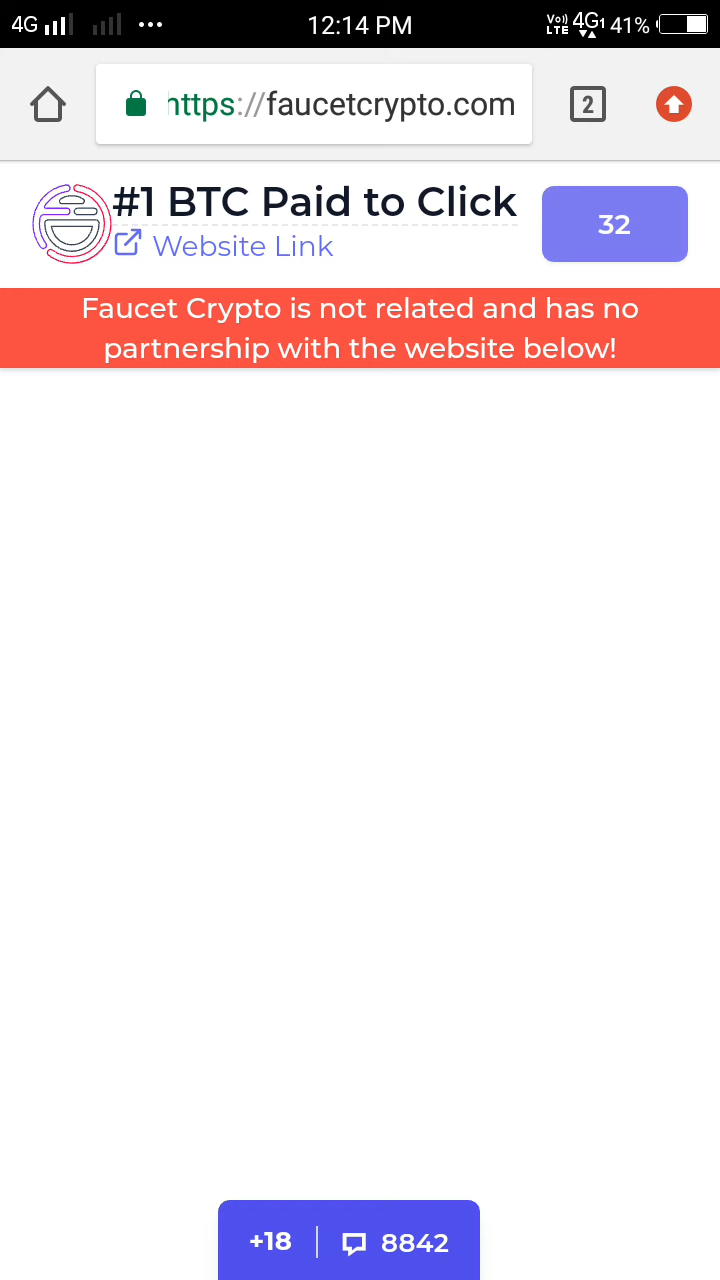 4G 12:14 PM Vo)) LTE 4G1 41%
https://faucetcrypto.com 2
#1 BTC Paid to Click
Website Link
32
Faucet Crypto is not related and has no
partnership with the website below!
+18 8842